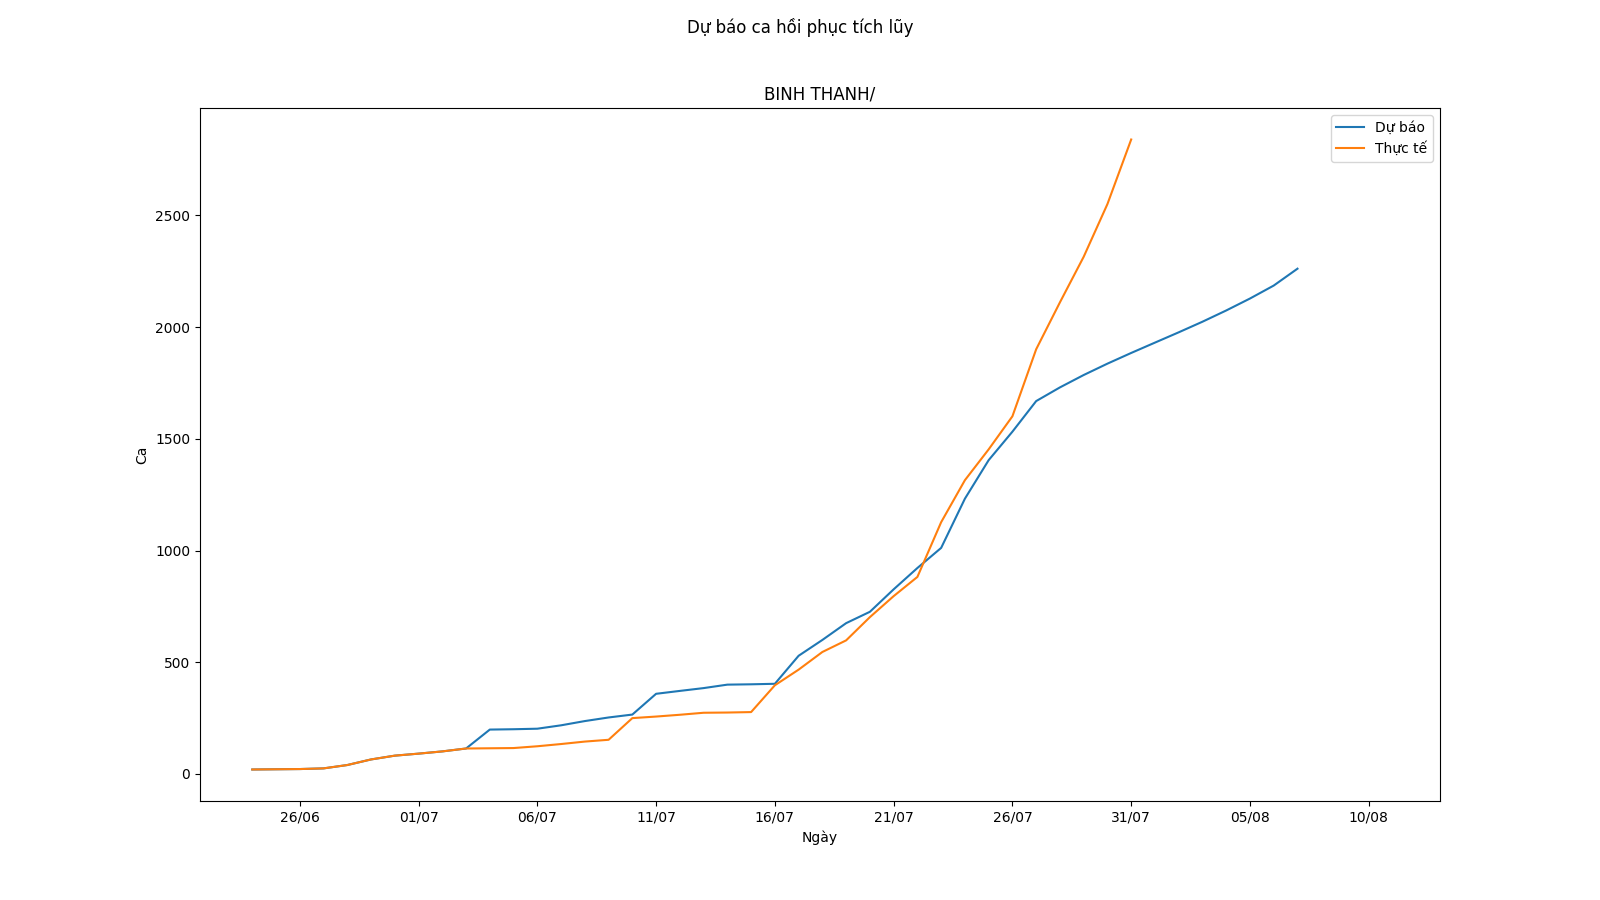 Dự báo ca hồi phục tích lũy
BINH THANH/
Dự báo
Thực tế
2500
2000
1500
1000
500
0
Ca
26/06 01/07 06/07 11/07 16/07 21/07 26/07 31/07 05/08 10/08
Ngày